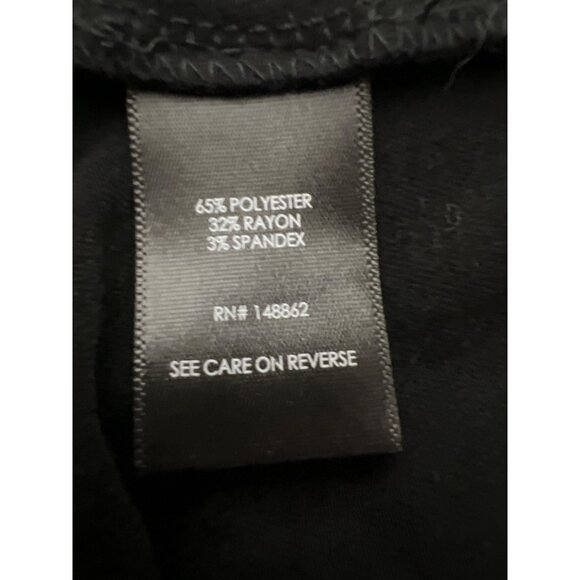 65% POLYESTER
32% RAYON
3% SPANDEX
RN# 148862
SEE CARE ON REVERSE